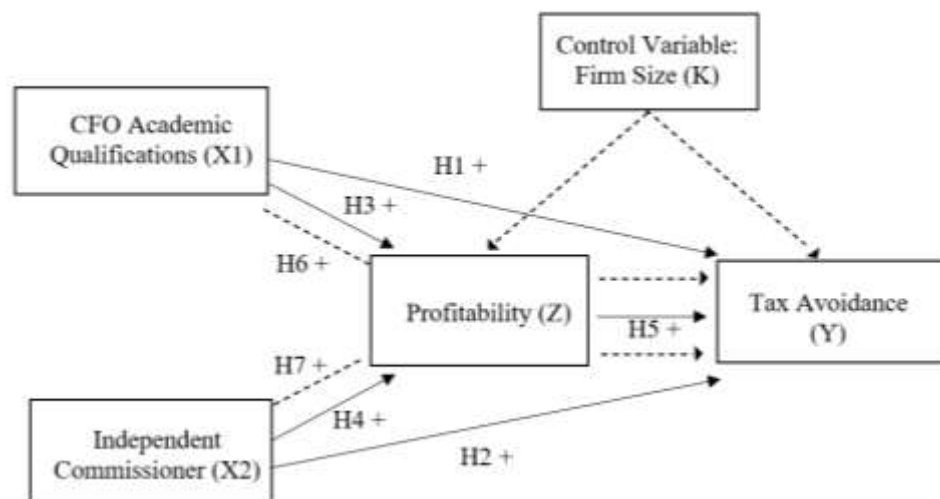 Control Variable:
Firm Size (K)
CFO Academic
Qualifications (X1)
H1 +
H3 +
H6 +
Profitability (Z)
H5 +
Tax Avoidance
(Y)
H7 +
H4 +
Independent
Commissioner (X2)
H2 +